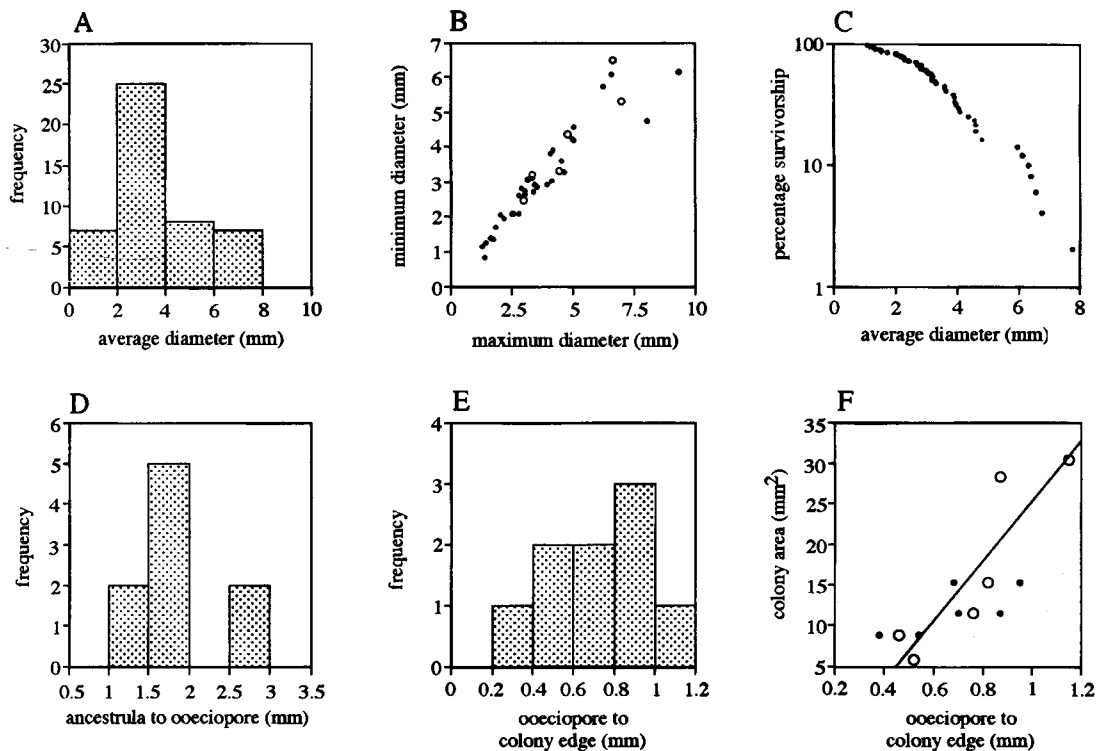 A
30
25
20
15
10
5
0
frequency
0 2 4 6 8 10
average diameter (mm)
B
7
6
5
4
3
2
1
0
minimum diameter (mm)
0 2.5 5 7.5 10
maximum diameter (mm)
C
100
10
1
percentage survivorship
0 2 4 6 8
average diameter (mm)
D
6
5
4
3
2
1
0
frequency
0.5 1 1.5 2 2.5 3 3.5
ancestrula to ooeciopore (mm)
E
4
3
2
1
0
frequency
0 0.2 0.4 0.6 0.8 1 1.2
ooeciopore to
colony edge (mm)
F
35
30
25
20
15
10
5
colony area (mm²)
0.2 0.4 0.6 0.8 1 1.2
ooeciopore to
colony edge (mm)